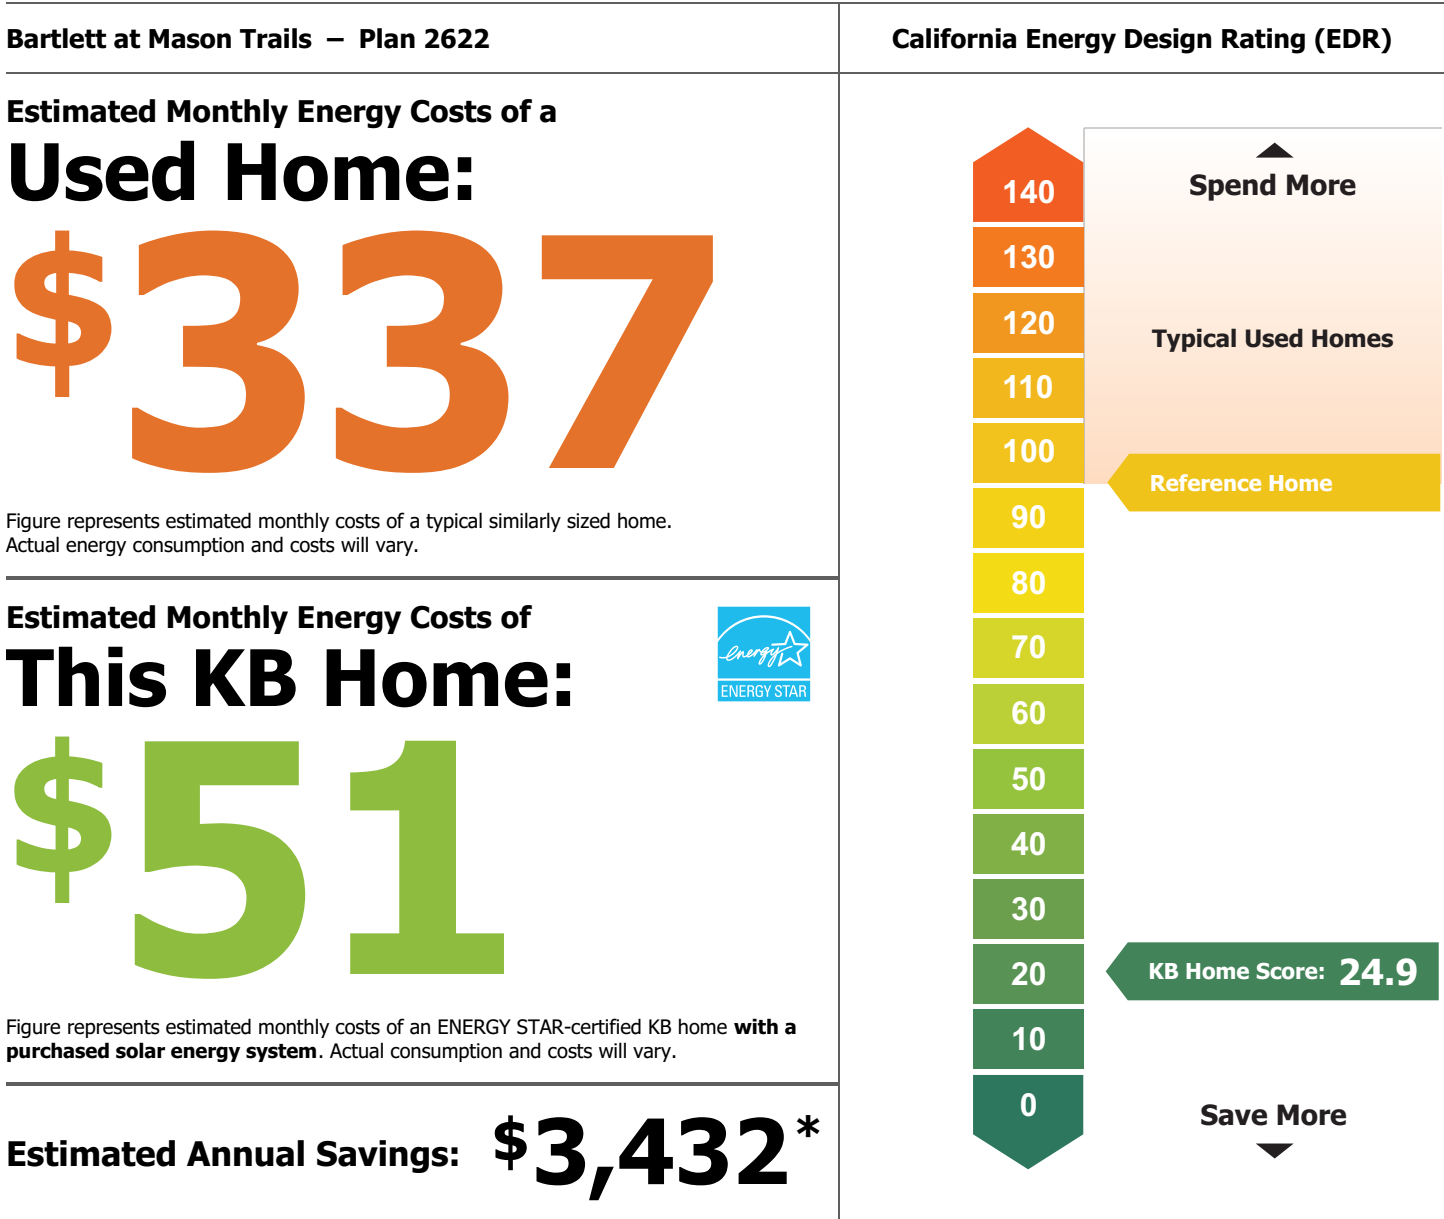 Bartlett at Mason Trails – Plan 2622
Estimated Monthly Energy Costs of a
Used Home:
$337
Figure represents estimated monthly costs of a typical similarly sized home.
Actual energy consumption and costs will vary.
Estimated Monthly Energy Costs of
This KB Home:
energy
ENERGY STAR
$51
Figure represents estimated monthly costs of an ENERGY STAR-certified KB home with a
purchased solar energy system. Actual consumption and costs will vary.
Estimated Annual Savings: $3,432*
California Energy Design Rating (EDR)
140
Spend More
130
120
Typical Used Homes
110
100
Reference Home
90
80
70
60
50
40
30
20
KB Home Score: 24.9
10
0
Save More